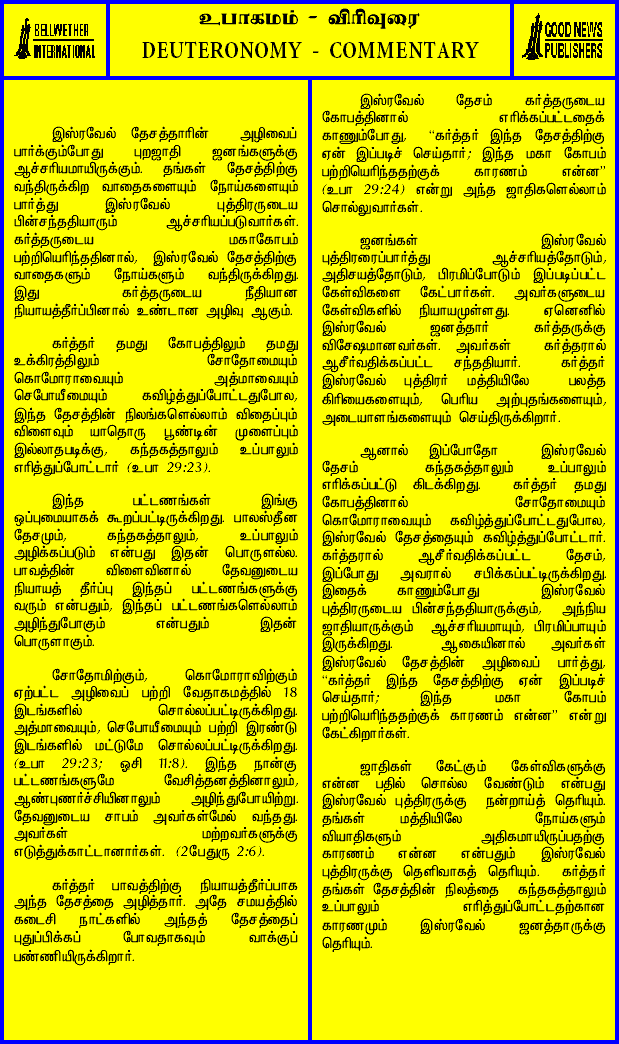 BELLWETHER
INTERNATIONAL
உபாகமம் - விரிவுரை
DEUTERONOMY - COMMENTARY
GOOD NEWS
PUBLISHERS
இஸ்ரவேல் தேசத்தாரின் அழிவைப்
பார்க்கும்போது புறஜாதி ஜனங்களுக்கு
ஆச்சரியமாயிருக்கும். தங்கள் தேசத்திற்கு
வந்திருக்கிற வாதைகளையும் நோய்களையும்
பார்த்து இஸ்ரவேல் புத்திரருடைய
பின்சந்ததியாரும் ஆச்சரியப்படுவார்கள்.
கர்த்தருடைய மகாகோபம்
பற்றியெரிந்ததினால், இஸ்ரவேல் தேசத்திற்கு
வாதைகளும் நோய்களும் வந்திருக்கிறது.
இது கர்த்தருடைய நீதியான
நியாயத்தீர்ப்பினால் உண்டான அழிவு ஆகும்.
கர்த்தர் தமது கோபத்திலும் தமது
உக்கிரத்திலும் சோதோமையும்
கொமோராவையும் அத்மாவையும்
செபோயீமையும் கவிழ்த்துப்போட்டதுபோல,
இந்த தேசத்தின் நிலங்களெல்லாம் விதைப்பும்
விளைவும் யாதொரு பூண்டின் முளைப்பும்
இல்லாதபடிக்கு, கந்தகத்தாலும் உப்பாலும்
எரித்துப்போட்டார் (உபா 29:23).
இந்த பட்டணங்கள் இங்கு
ஒப்புமையாகக் கூறப்பட்டிருக்கிறது. பாலஸ்தீன
தேசமும், கந்தகத்தாலும், உப்பாலும்
அழிக்கப்படும் என்பது இதன் பொருளல்ல.
பாவத்தின் விளைவினால் தேவனுடைய
நியாயத் தீர்ப்பு இந்தப் பட்டணங்களுக்கு
வரும் என்பதும், இந்தப் பட்டணங்களெல்லாம்
அழிந்துபோகும் என்பதும் இதன்
பொருளாகும்.
சோதோமிற்கும், கொமோராவிற்கும்
ஏற்பட்ட அழிவைப் பற்றி வேதாகமத்தில் 18
இடங்களில் சொல்லப்பட்டிருக்கிறது.
அத்மாவையும், செபோயீமையும் பற்றி இரண்டு
இடங்களில் மட்டுமே சொல்லப்பட்டிருக்கிறது.
(உபா 29:23; ஓசி 11:8). இந்த நான்கு
பட்டணங்களுமே வேசித்தனத்தினாலும்,
ஆண்புணர்ச்சியினாலும் அழிந்துபோயிற்று.
தேவனுடைய சாபம் அவர்கள்மேல் வந்தது.
அவர்கள் மற்றவர்களுக்கு
எடுத்துக்காட்டானார்கள். (2பேதுரு 2:6).
கர்த்தர் பாவத்திற்கு நியாயத்தீர்ப்பாக
அந்த தேசத்தை அழித்தார். அதே சமயத்தில்
கடைசி நாட்களில் அந்தத் தேசத்தைப்
புதுப்பிக்கப் போவதாகவும் வாக்குப்
பண்ணியிருக்கிறார்.
இஸ்ரவேல் தேசம் கர்த்தருடைய
கோபத்தினால் எரிக்கப்பட்டதைக்
காணும்போது, "கர்த்தர் இந்த தேசத்திற்கு
ஏன் இப்படிச் செய்தார்; இந்த மகா கோபம்
பற்றியெரிந்ததற்குக் காரணம் என்ன"
(உபா 29:24) என்று அந்த ஜாதிகளெல்லாம்
சொல்லுவார்கள்.
ஜனங்கள் இஸ்ரவேல்
புத்திரரைப்பார்த்து ஆச்சரியத்தோடும்,
அதிசயத்தோடும், பிரமிப்போடும் இப்படிப்பட்ட
கேள்விகளை கேட்பார்கள். அவர்களுடைய
கேள்விகளில் நியாயமுள்ளது. ஏனெனில்
இஸ்ரவேல் ஜனத்தார் கர்த்தருக்கு
விசேஷமானவர்கள். அவர்கள் கர்த்தரால்
ஆசீர்வதிக்கப்பட்ட சந்ததியார். கர்த்தர்
இஸ்ரவேல் புத்திரர் மத்தியிலே பலத்த
கிரியைகளையும், பெரிய அற்புதங்களையும்,
அடையாளங்களையும் செய்திருக்கிறார்.
ஆனால் இப்போதோ இஸ்ரவேல்
தேசம் கந்தகத்தாலும் உப்பாலும்
எரிக்கப்பட்டு கிடக்கிறது. கர்த்தர் தமது
கோபத்தினால் சோதோமையும்
கொமோராவையும் கவிழ்த்துப்போட்டதுபோல,
இஸ்ரவேல் தேசத்தையும் கவிழ்த்துப்போட்டார்.
கர்த்தரால் ஆசீர்வதிக்கப்பட்ட தேசம்,
இப்போது அவரால் சபிக்கப்பட்டிருக்கிறது.
இதைக் காணும்போது இஸ்ரவேல்
புத்திரருடைய பின்சந்ததியாருக்கும், அந்நிய
ஜாதியாருக்கும் ஆச்சரியமாயும், பிரமிப்பாயும்
இருக்கிறது. ஆகையினால் அவர்கள்
இஸ்ரவேல் தேசத்தின் அழிவைப் பார்த்து,
"கர்த்தர் இந்த தேசத்திற்கு ஏன் இப்படிச்
செய்தார்; இந்த மகா கோபம்
பற்றியெரிந்ததற்குக் காரணம் என்ன" என்று
கேட்கிறார்கள்.
ஜாதிகள் கேட்கும் கேள்விகளுக்கு
என்ன பதில் சொல்ல வேண்டும் என்பது
இஸ்ரவேல் புத்திரருக்கு நன்றாய்த் தெரியும்.
தங்கள் மத்தியிலே நோய்களும்
வியாதிகளும் அதிகமாயிருப்பதற்கு
காரணம் என்ன என்பதும் இஸ்ரவேல்
புத்திரருக்கு தெளிவாகத் தெரியும். கர்த்தர்
தங்கள் தேசத்தின் நிலத்தை கந்தகத்தாலும்
உப்பாலும் எரித்துப்போட்டதற்கான
காரணமும் இஸ்ரவேல் ஜனத்தாருக்கு
தெரியும்.